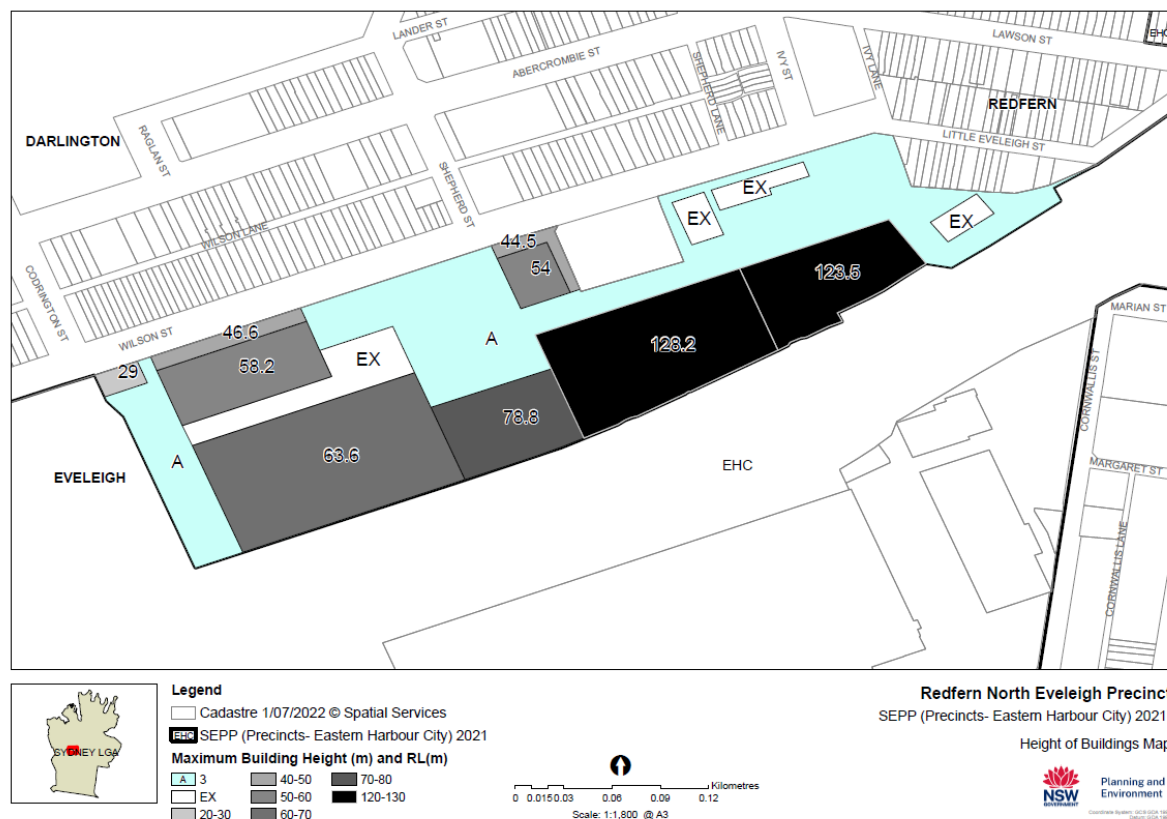 LANDER ST
LAWSON ST
EHC
ABERCROMBIE ST
IVY ST
IVY LANE
SHEPHERD LANE
REDFERN
DARLINGTON
RAGLAN ST
LITTLE EVELEIGH ST
SHEPHERD ST
EX
EX
EX
WILSON LANE
44.5
54
CODRINGTON ST
123.5
MARIAN ST
WILSON ST
46.6
A
128.2
58.2
EX
29
CORNWALLIS ST
78.8
63.6
A
EHC
EVELEIGH
MARGARET ST
CORNWALLIS LANE
SYDNEY LGA
Legend
Cadastre 1/07/2022 © Spatial Services
EHC SEPP (Precincts- Eastern Harbour City) 2021
Maximum Building Height (m) and RL(m)
A 3
EX
20-30
40-50
50-60
60-70
70-80
120-130
0 0.015 0.03 0.06 0.09 0.12 Kilometres
Scale: 1:1,800 @ A3
Redfern North Eveleigh Precinct
SEPP (Precincts- Eastern Harbour City) 2021
Height of Buildings Map
NSW
GOVERNMENT
Planning and
Environment